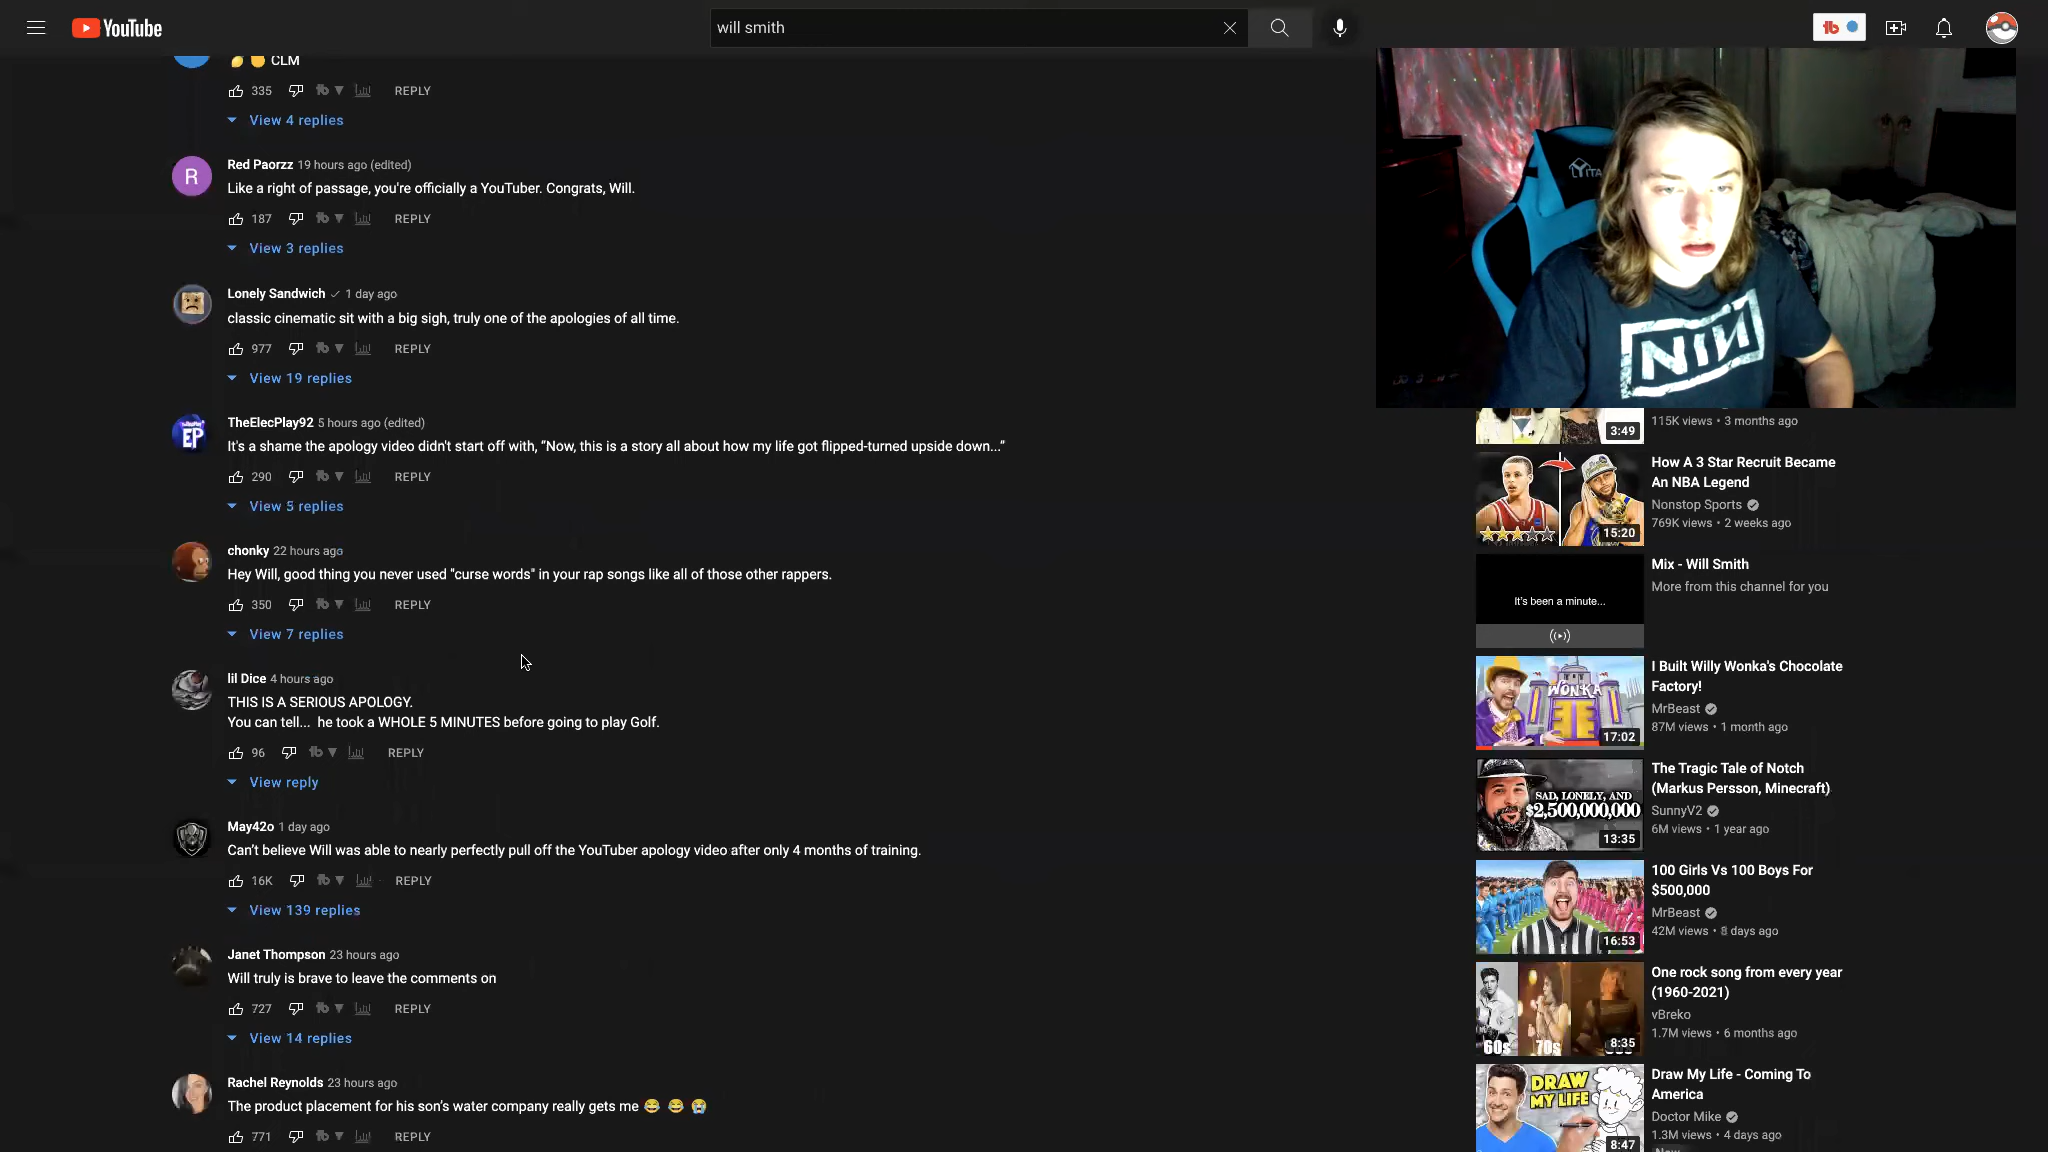 YouTube
will smith
CLM
335 REPLY
View 4 replies
R
Red Paorzz 19 hours ago (edited)
Like a right of passage, you're officially a YouTuber. Congrats, Will.
187 REPLY
View 3 replies
Lonely Sandwich 1 day ago
classic cinematic sit with a big sigh, truly one of the apologies of all time.
977 REPLY
View 19 replies
EP
TheElecPlay92 5 hours ago (edited)
It's a shame the apology video didn't start off with, “Now, this is a story all about how my life got flipped-turned upside down...”
290 REPLY
View 5 replies
chonky 22 hours ago
Hey Will, good thing you never used "curse words" in your rap songs like all of those other rappers.
350 REPLY
View 7 replies
lil Dice 4 hours ago
THIS IS A SERIOUS APOLOGY.
You can tell... he took a WHOLE 5 MINUTES before going to play Golf.
96 REPLY
View reply
May42o 1 day ago
Can't believe Will was able to nearly perfectly pull off the YouTuber apology video after only 4 months of training.
16K REPLY
View 139 replies
Janet Thompson 23 hours ago
Will truly is brave to leave the comments on
727 REPLY
View 14 replies
Rachel Reynolds 23 hours ago
The product placement for his son's water company really gets me 😂 😂 😭
771 REPLY
NIN
3:49
115K views • 3 months ago
15:20
How A 3 Star Recruit Became
An NBA Legend
Nonstop Sports
769K views • 2 weeks ago
It's been a minute...
Mix - Will Smith
More from this channel for you
WONKA
17:02
I Built Willy Wonka's Chocolate
Factory!
MrBeast
87M views • 1 month ago
SAD, LONELY, AND
$2,500,000,000
13:35
The Tragic Tale of Notch
(Markus Persson, Minecraft)
SunnyV2
6M views • 1 year ago
16:53
100 Girls Vs 100 Boys For
$500,000
MrBeast
42M views • 8 days ago
60s 70s
8:35
One rock song from every year
(1960-2021)
vBreko
1.7M views • 6 months ago
DRAW
MY LIFE
8:47
Draw My Life - Coming To
America
Doctor Mike
1.3M views • 4 days ago